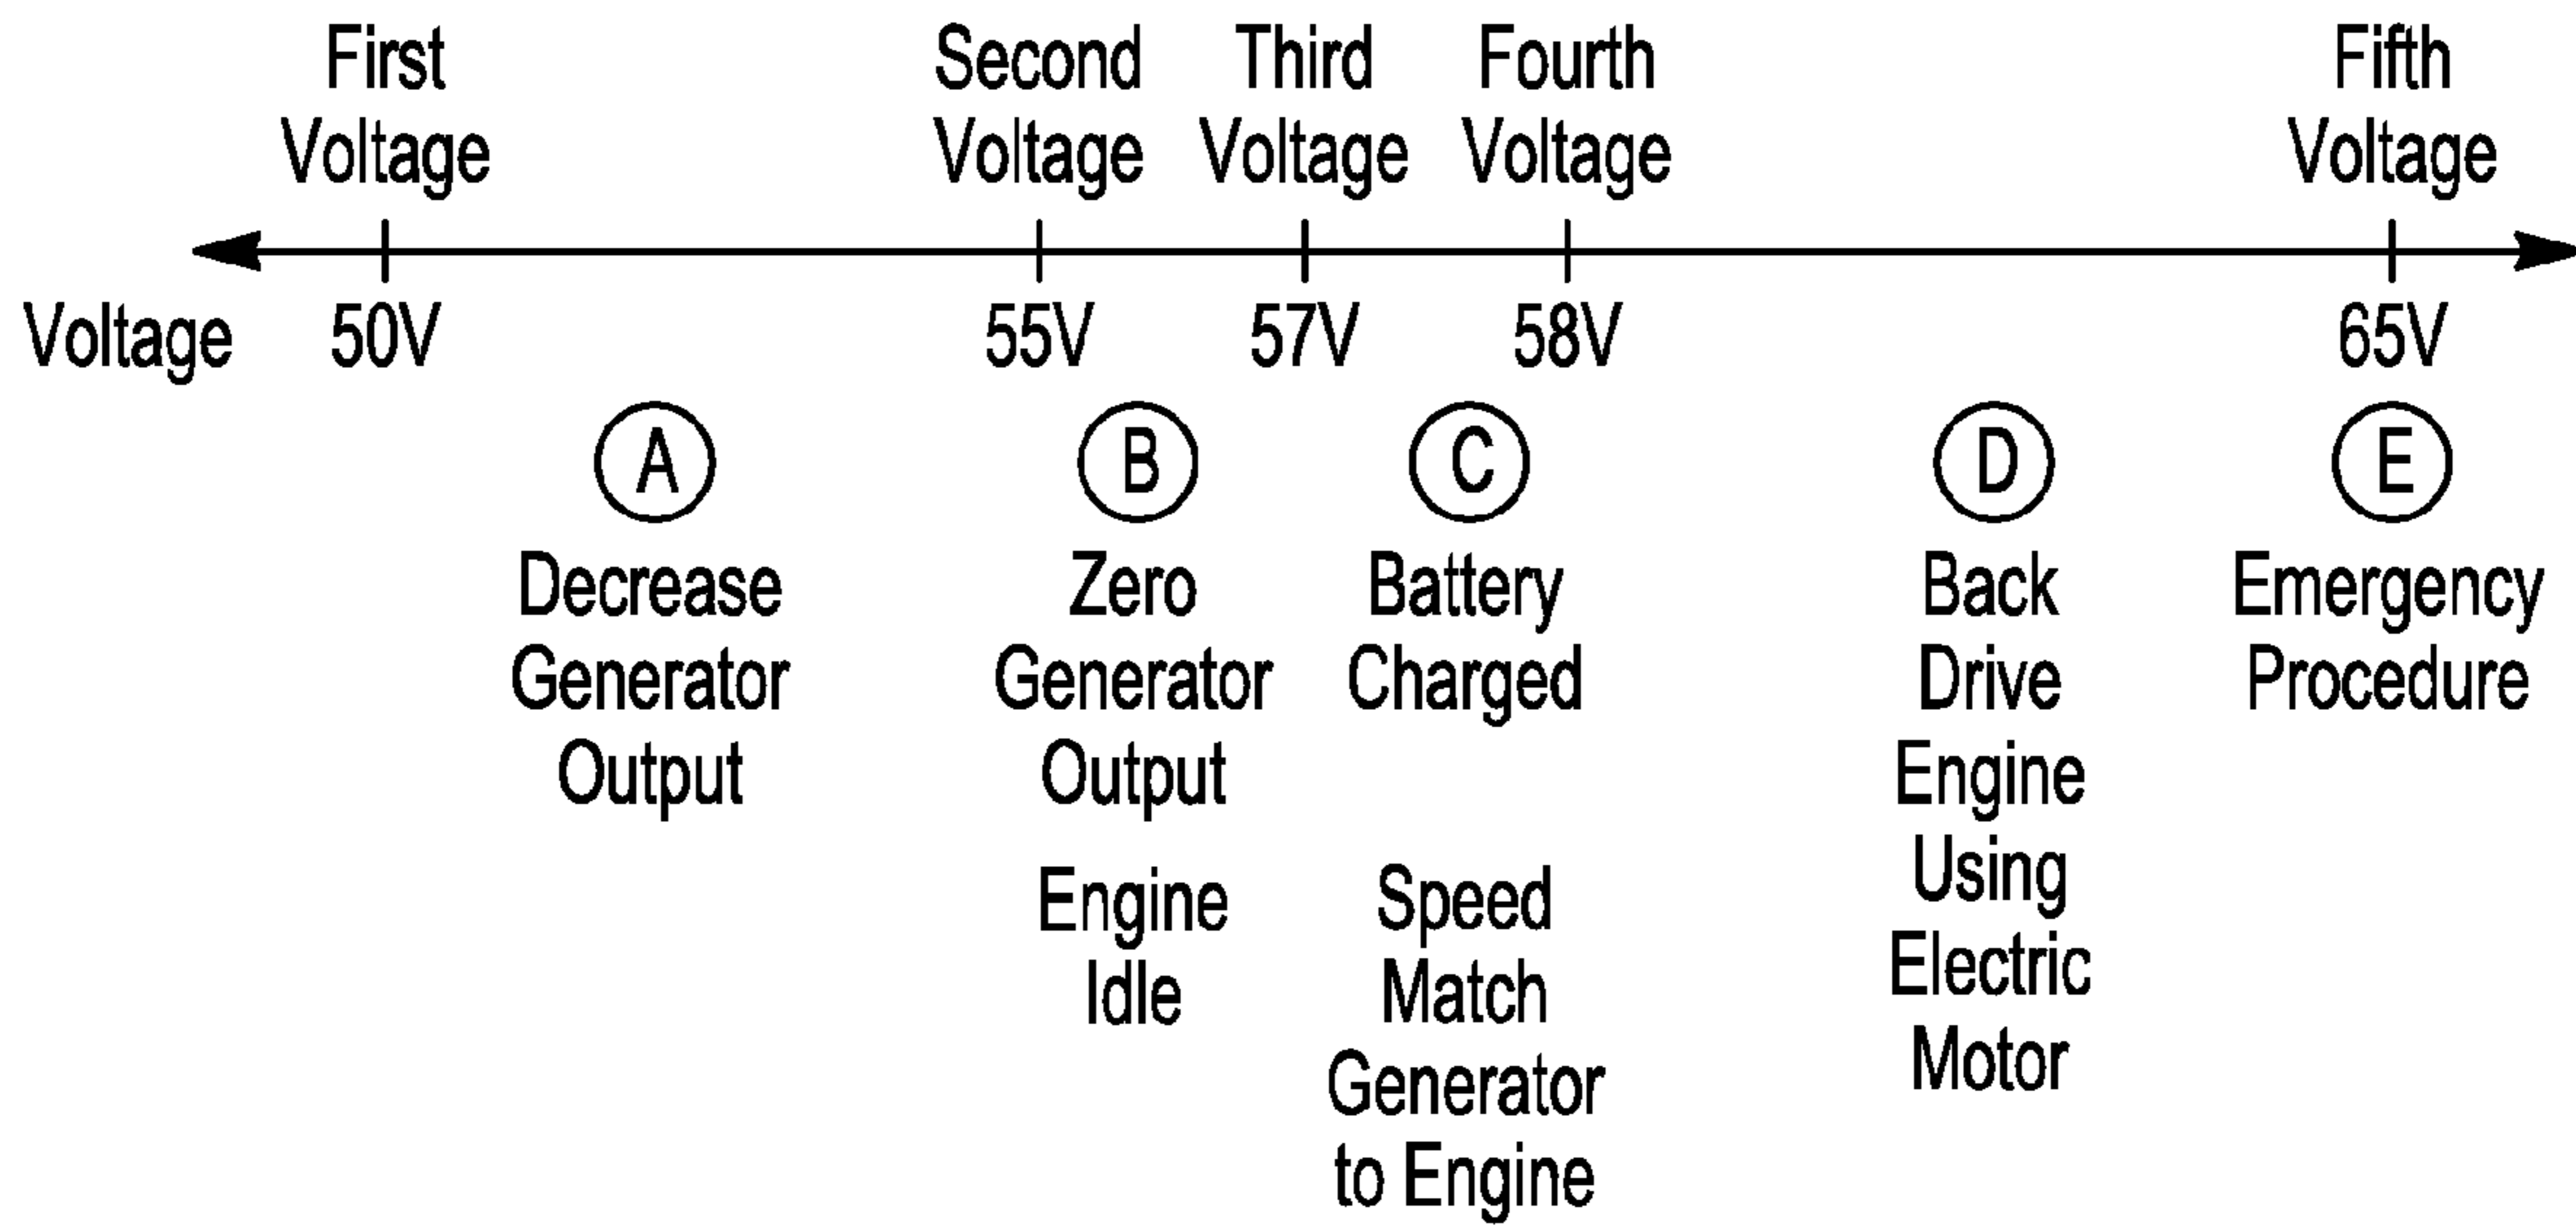 First
Voltage
Second
Voltage
Third
Voltage
Fourth
Voltage
Fifth
Voltage
Voltage
50V
55V
57V
58V
65V
A
Decrease
Generator
Output
B
Zero
Generator
Output
Engine
Idle
C
Battery
Charged
Speed
Match
Generator
to Engine
D
Back
Drive
Engine
Using
Electric
Motor
E
Emergency
Procedure